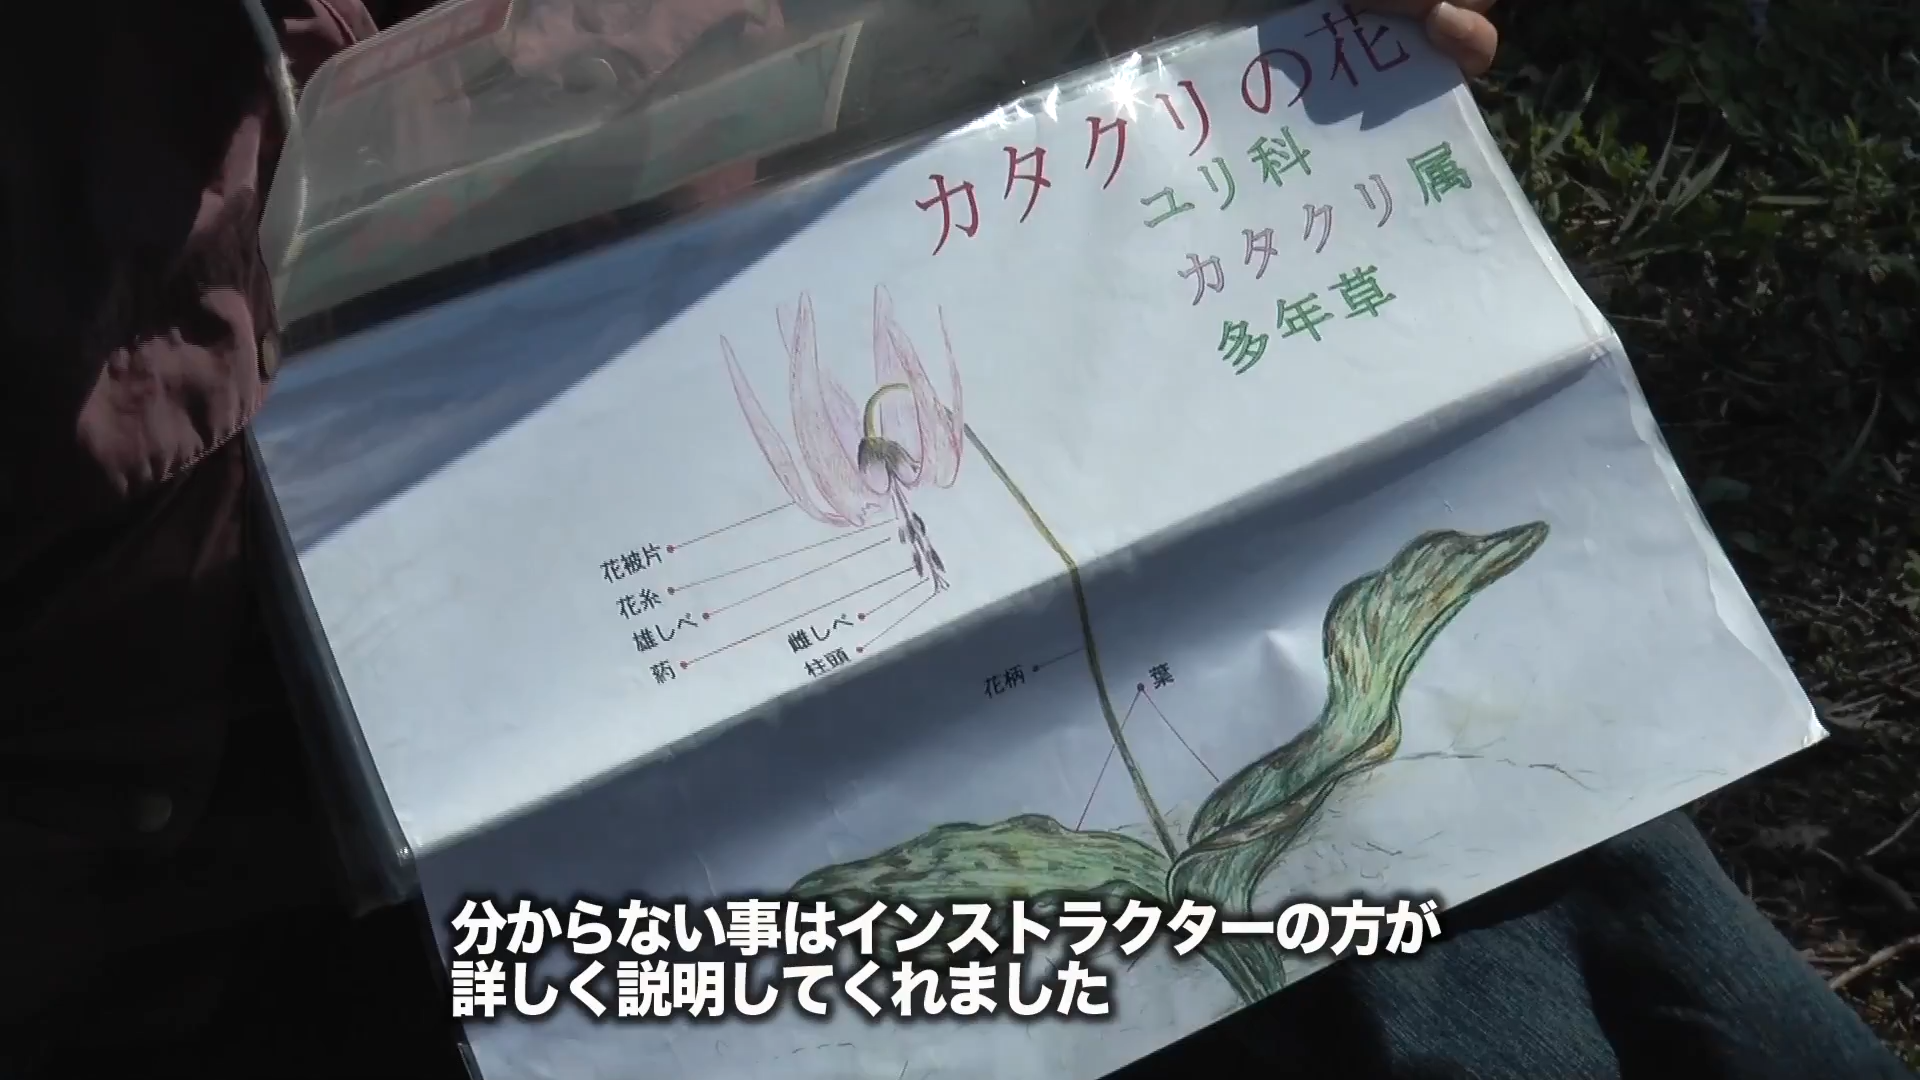 カタクリの花
ユリ科
カタクリ属
多年草
花被片
花糸
雄しべ
葯
雌しべ
柱頭
花柄
葉
分からない事はインストラクターの方が
詳しく説明してくれました